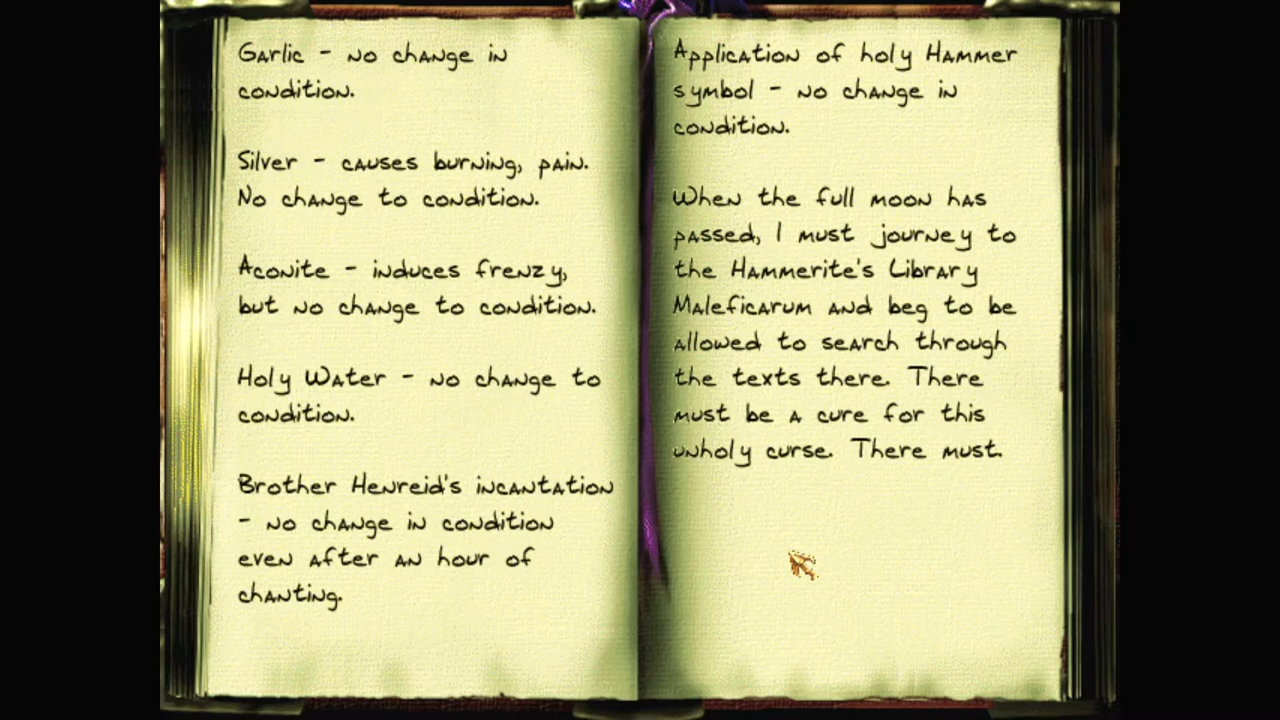 Garlic - no change in
condition.
Silver - causes burning, pain.
No change to condition.
Aconite - induces frenzy,
but no change to condition.
Holy Water - no change to
condition.
Brother Henreid's incantation
- no change in condition
even after an hour of
chanting.
Application of holy Hammer
symbol - no change in
condition.
When the full moon has
passed, I must journey to
the Hammerite's Library
Maleficarum and beg to be
allowed to search through
the texts there. There
must be a cure for this
unholy curse. There must.